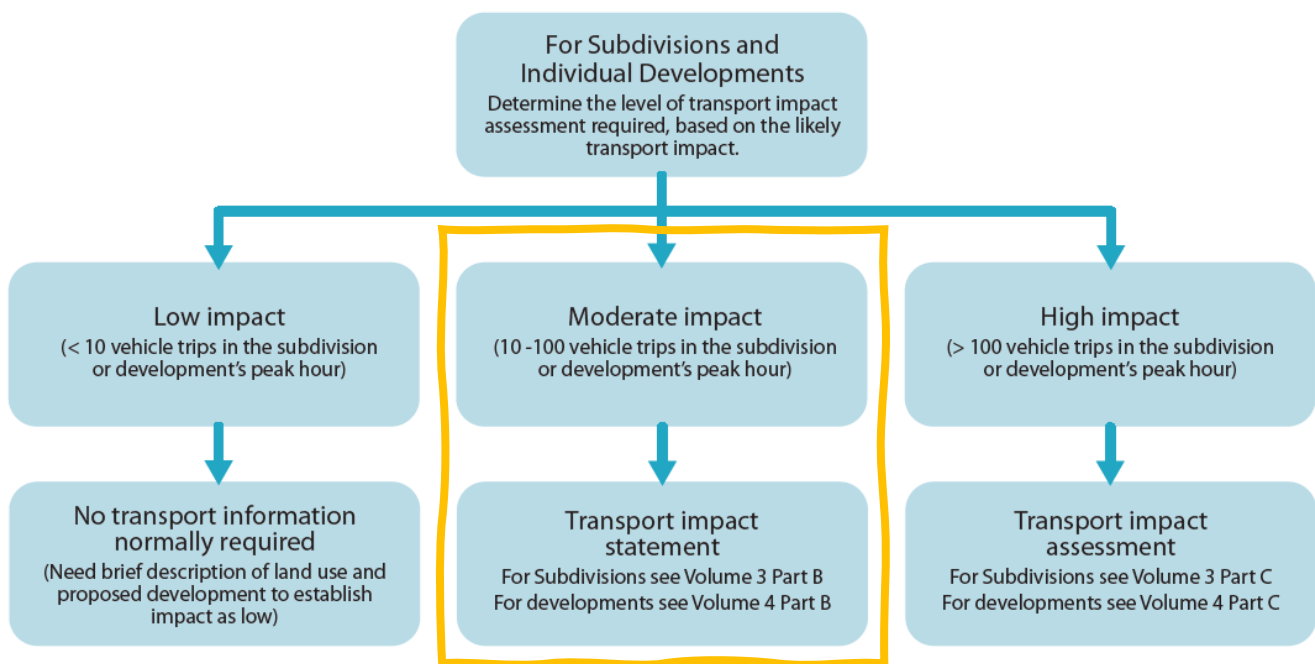 For Subdivisions and
Individual Developments
Determine the level of transport impact
assessment required, based on the likely
transport impact.
Low impact
(< 10 vehicle trips in the subdivision
or development's peak hour)
Moderate impact
(10 -100 vehicle trips in the subdivision
or development's peak hour)
High impact
(> 100 vehicle trips in the subdivision
or development's peak hour)
No transport information
normally required
(Need brief description of land use and
proposed development to establish
impact as low)
Transport impact
statement
For Subdivisions see Volume 3 Part B
For developments see Volume 4 Part B
Transport impact
assessment
For Subdivisions see Volume 3 Part C
For developments see Volume 4 Part C